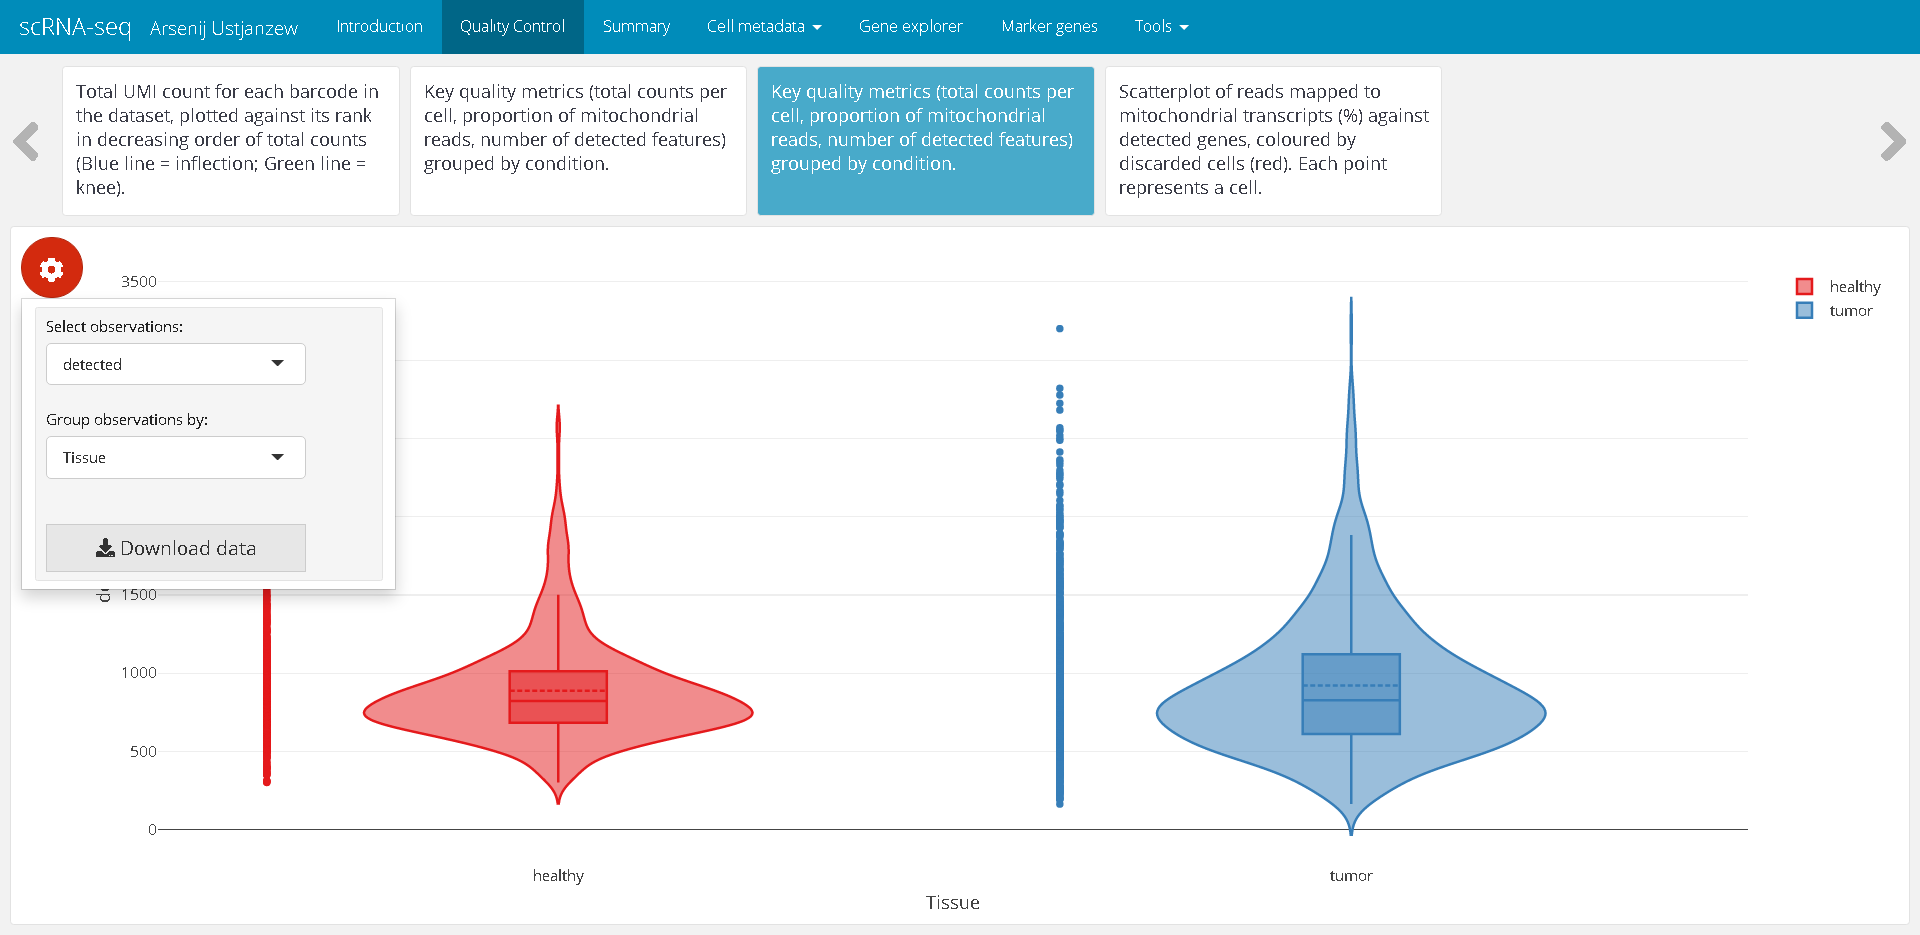 scRNA-seq Arsenij Ustjanzew Introduction Quality Control Summary Cell metadata Gene explorer Marker genes Tools
Total UMI count for each barcode in
the dataset, plotted against its rank
in decreasing order of total counts
(Blue line = inflection; Green line =
knee).
Key quality metrics (total counts per
cell, proportion of mitochondrial
reads, number of detected features)
grouped by condition.
Key quality metrics (total counts per
cell, proportion of mitochondrial
reads, number of detected features)
grouped by condition.
Scatterplot of reads mapped to
mitochondrial transcripts (%) against
detected genes, coloured by
discarded cells (red). Each point
represents a cell.
3500
healthy
tumor
Select observations:
detected
Group observations by:
Tissue
Download data
1500
1000
500
0
healthy
tumor
Tissue